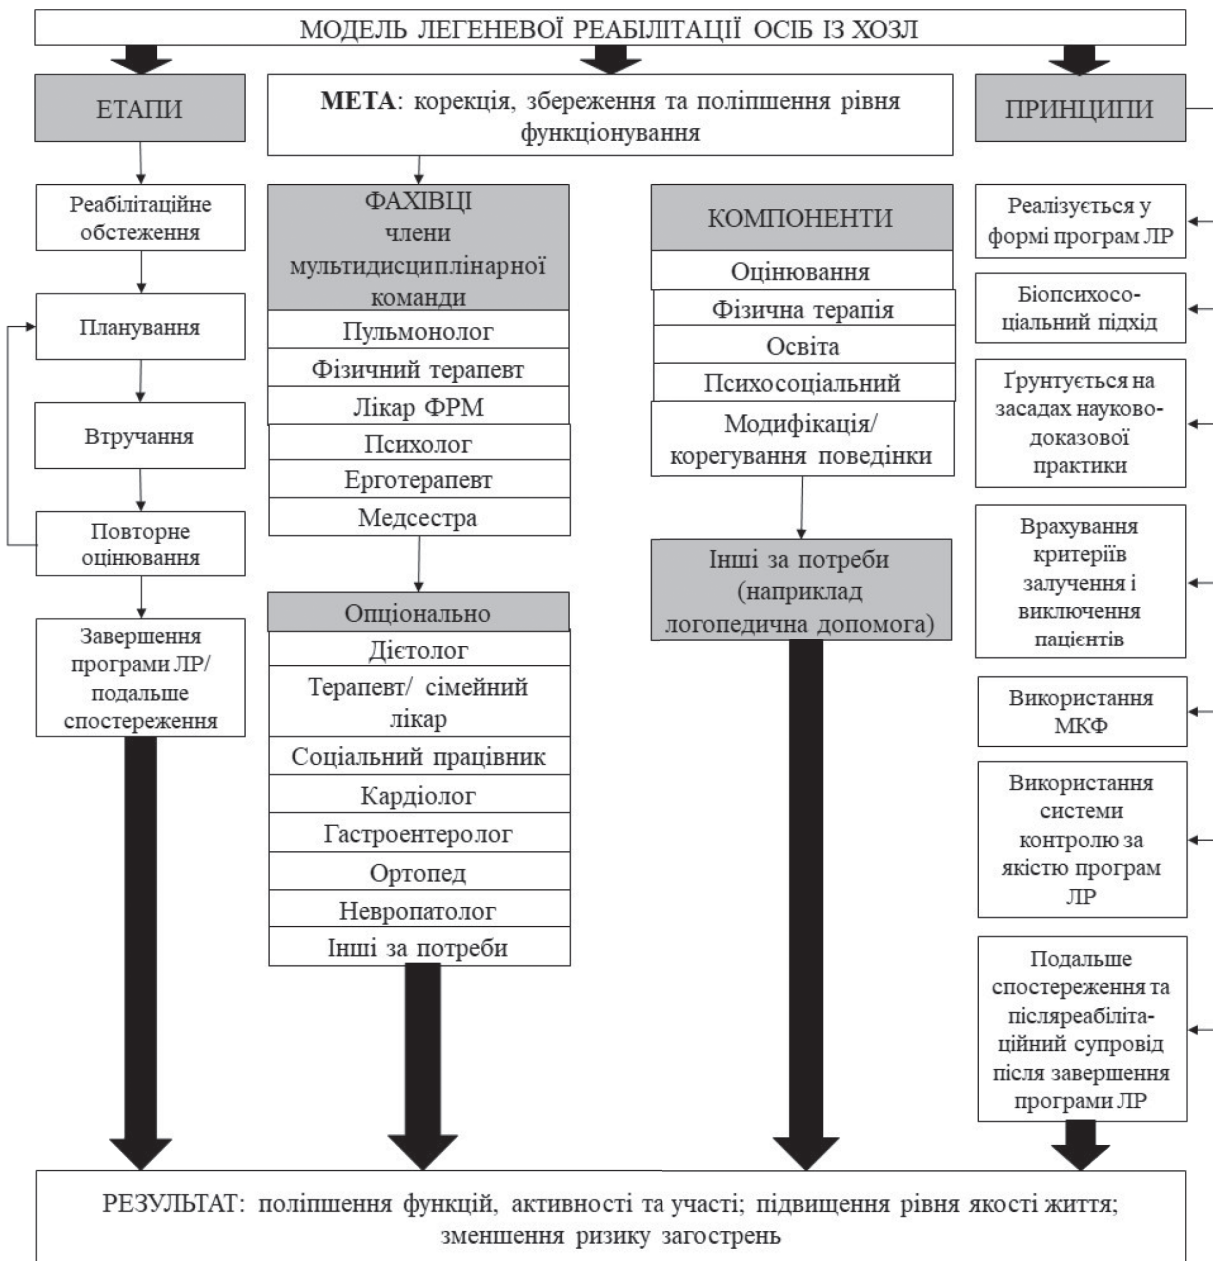 МОДЕЛЬ ЛЕГЕНЕВОЇ РЕАБІЛІТАЦІЇ ОСІБ ІЗ ХОЗЛ
ЕТАПИ
Реабілітаційне
обстеження
Планування
Втручання
Повторне
оцінювання
Завершення
програми ЛР/
подальше
спостереження
МЕТА: корекція, збереження та поліпшення рівня
функціонування
ФАХІВЦІ
члени
мультидисциплінарної
команди
Пульмонолог
Фізичний терапевт
Лікар ФРМ
Психолог
Ерготерапевт
Медсестра
Опціонально
Дієтолог
Терапевт/ сімейний
лікар
Соціальний працівник
Кардіолог
Гастроентеролог
Ортопед
Невропатолог
Інші за потреби
КОМПОНЕНТИ
Оцінювання
Фізична терапія
Освіта
Психосоціальний
Модифікація/
корегування поведінки
Інші за потреби
(наприклад
логопедична допомога)
ПРИНЦИПИ
Реалізується у
формі програм ЛР
Біопсихосо-
ціальний підхід
Ґрунтується на
засадах науково-
доказової
практики
Врахування
критеріїв
залучення і
виключення
пацієнтів
Використання
МКФ
Використання
системи
контролю за
якістю програм
ЛР
Подальше
спостереження та
післяреабіліта-
ційний супровід
після завершення
програми ЛР
РЕЗУЛЬТАТ: поліпшення функцій, активності та участі; підвищення рівня якості життя;
зменшення ризику загострень